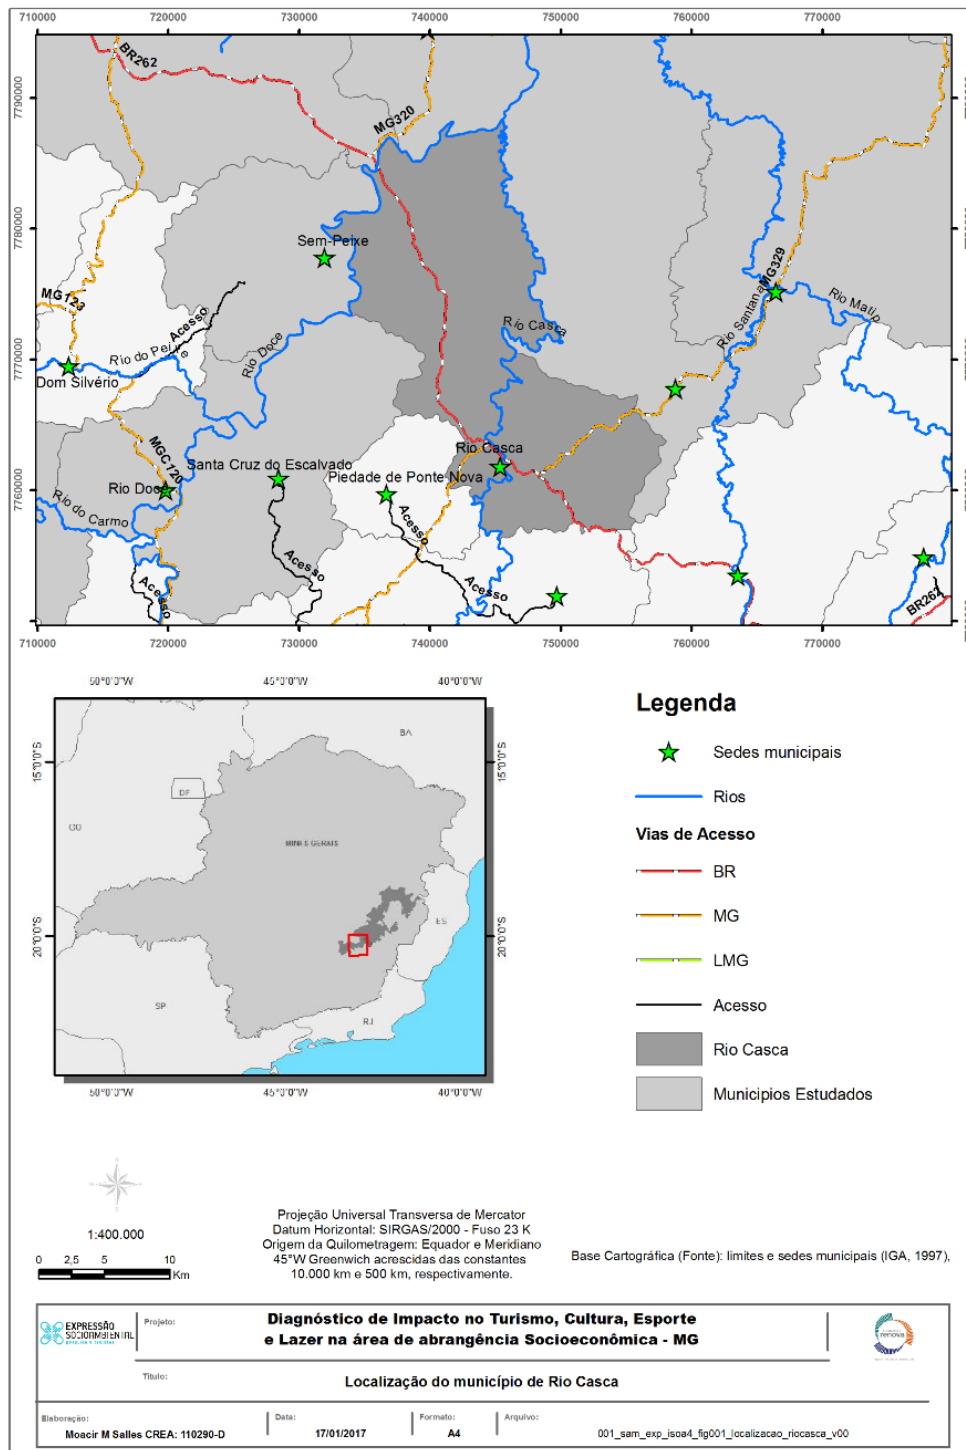 710000 720000 730000 740000 750000 760000 770000
7790000
7780000
7770000
7760000
BR262
MG320
Sem-Peixe
MG329
MG123
Acesso
Rio Doce
Rio Casca
Rio Santana
Rio Matip
Rio do Peixe
Dom Silvério
MGC120
Santa Cruz do Escalvado
Rio Casca
Piedade de Ponte Nova
Rio Doce
Rio do Carmo
Acesso
Acesso
Acesso
Acesso
BR262
710000 720000 730000 740000 750000 760000 770000
50°0'0"W 45°0'0"W 40°0'0"W
15°0'0"S
15°0'0"S
20°0'0"S
20°0'0"S
BA
DF
GO
MINAS GERAIS
ES
SP
RJ
50°0'0"W 45°0'0"W 40°0'0"W
Legenda
Sedes municipais
Rios
Vias de Acesso
BR
MG
LMG
Acesso
Rio Casca
Municipios Estudados
1:400.000
0 2,5 5 10
Km
Projeção Universal Transversa de Mercator
Datum Horizontal: SIRGAS/2000 - Fuso 23 K
Origem da Quilometragem: Equador e Meridiano
45°W Greenwich acrescidas das constantes
10.000 km e 500 km, respectivamente.
Base Cartográfica (Fonte): limites e sedes municipais (IGA, 1997),
EXPRESSÃO
SOCIOAMBIENTAL
Projeto:
Diagnóstico de Impacto no Turismo, Cultura, Esporte
e Lazer na área de abrangência Socioeconômica - MG
renova
Título:
Localização do município de Rio Casca
Elaboração:
Moacir M Salles CREA: 110290-D
Data:
17/01/2017
Formato:
A4
Arquivo:
001_sam_exp_isoa4_fig001_localizacao_riocasca_v00